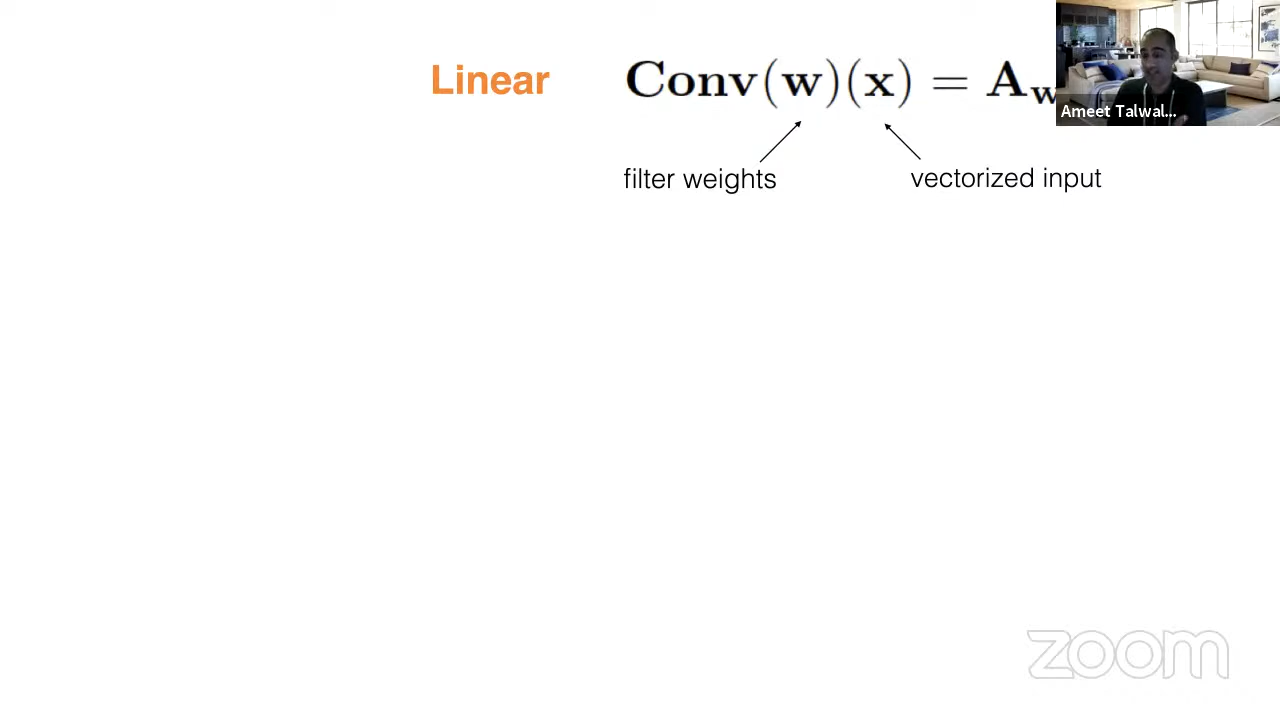 Linear
Conv(w)(x) = A_w
Ameet Talwal...
filter weights
vectorized input
zoom